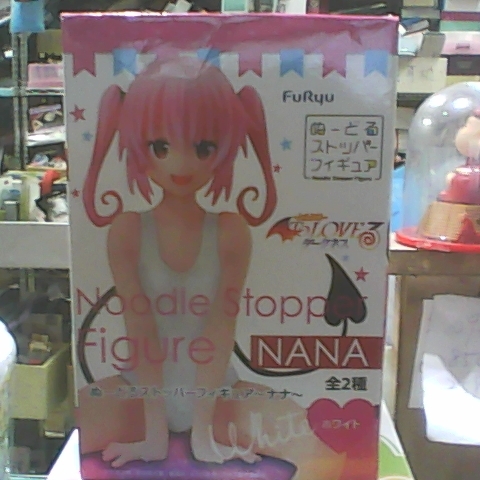 FuRyu
ぬーどる
ストッパー
フィギュア
Noodle Stopper Figure
LOVEる
ダークネス
Noodle Stopper
Figure
NANA
ぬーどるストッパーフィギュア～ナナ～
全2種
White
ホワイト